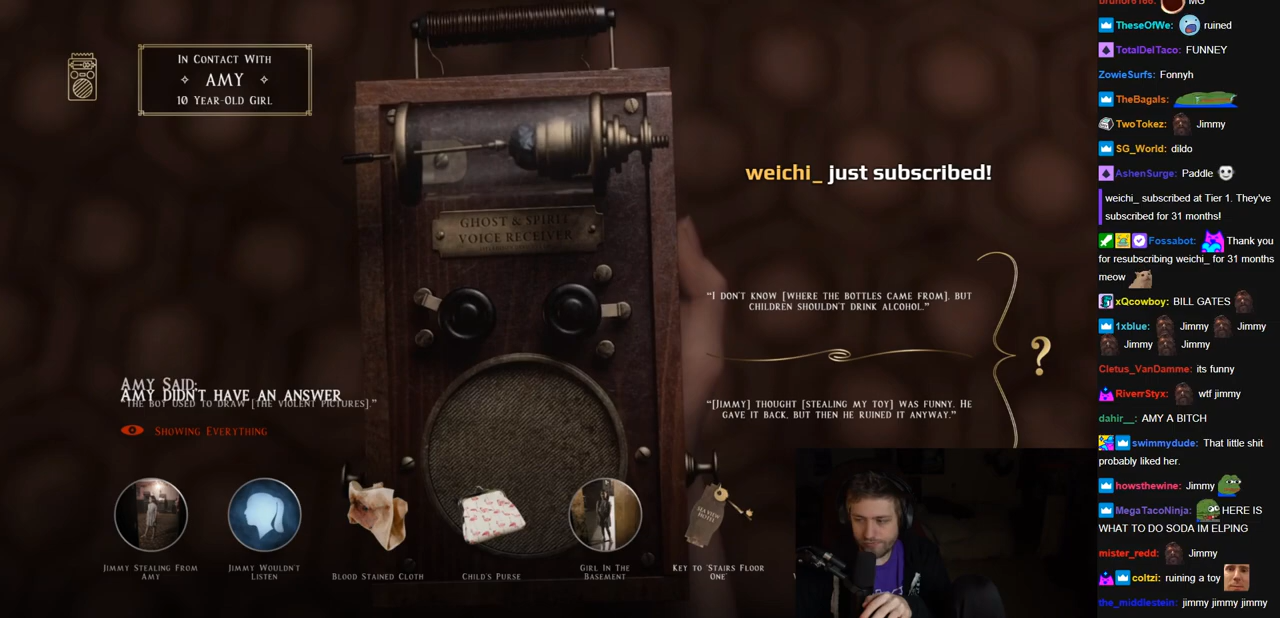 In Contact With
AMY
10 Year-Old Girl
GHOST & SPIRIT
VOICE RECEIVER
weichi_ just subscribed!
"I don't know [where the bottles came from]. But
children shouldn't drink alcohol."
?
"[Jimmy] thought [stealing my toy] was funny. He
gave it back, but then he ruined it anyway."
Amy Said:
Amy didn't have an answer
"The boy used to draw [the violent pictures]."
Showing Everything
Jimmy Stealing From
Amy
Jimmy Wouldn't
Listen
Blood Stained Cloth
Child's Purse
Girl In The
Basement
Key to 'Stairs Floor
One'
SEA VIEW
HOTEL
MG
TheseOfWe: ruined
TotalDelTaco: FUNNEY
ZowieSurfs: Fonnyh
TheBagals:
TwoTokez: Jimmy
SG_World: dildo
AshenSurge: Paddle
weichi_ subscribed at Tier 1. They've
subscribed for 31 months!
Fossabot: Thank you
for resubscribing weichi_ for 31 months
meow
xQcowboy: BILL GATES
1xblue: Jimmy Jimmy
Jimmy Jimmy
Cletus_VanDamme: its funny
RiverrStyx: wtf jimmy
dahir__: AMY A BITCH
swimmydude: That little shit
probably liked her.
howsthewine: Jimmy
MegaTacoNinja: HERE IS
WHAT TO DO SODA IM ELPING
mister_redd: Jimmy
coltzi: ruining a toy
the_middlestein: jimmy jimmy jimmy